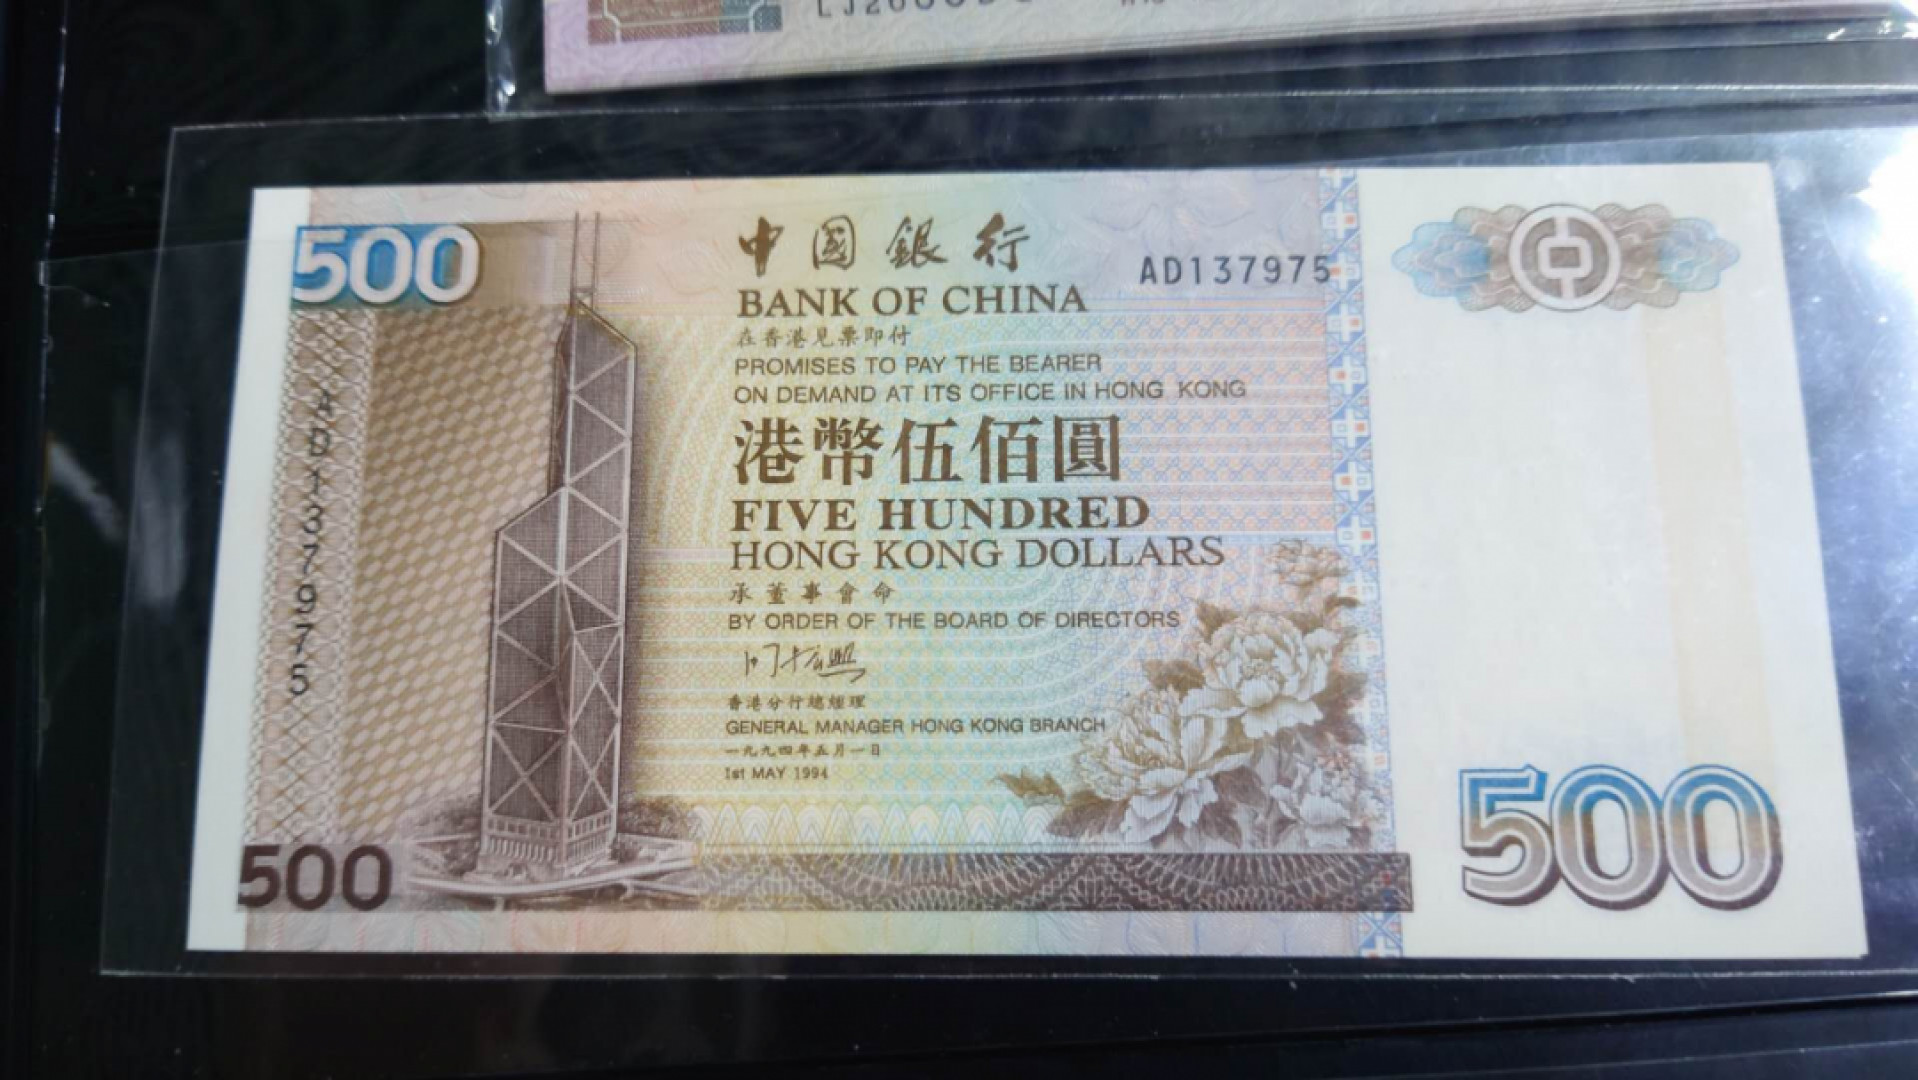 500
中國銀行
AD137975
BANK OF CHINA
在香港見票即付
PROMISES TO PAY THE BEARER
ON DEMAND AT ITS OFFICE IN HONG KONG
港幣伍佰圓
FIVE HUNDRED
HONG KONG DOLLARS
承董事會命
BY ORDER OF THE BOARD OF DIRECTORS
香港分行總經理
GENERAL MANAGER HONG KONG BRANCH
一九九四年五月一日
1st MAY 1994
AD137975
500
500